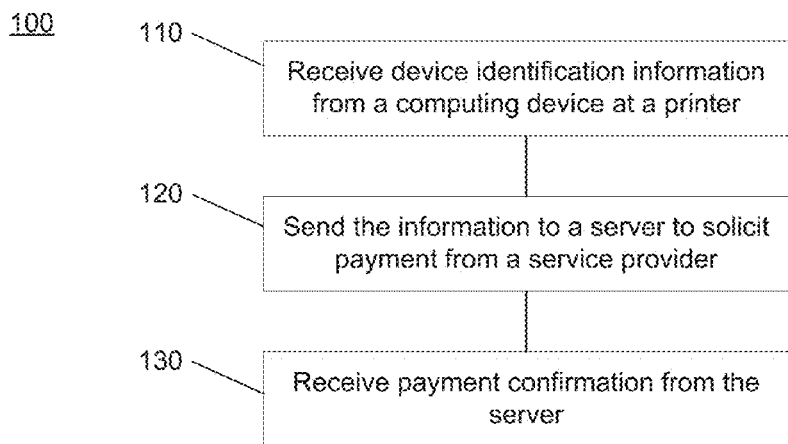 100
110
Receive device identification information
from a computing device at a printer
120
Send the information to a server to solicit
payment from a service provider
130
Receive payment confirmation from the
server